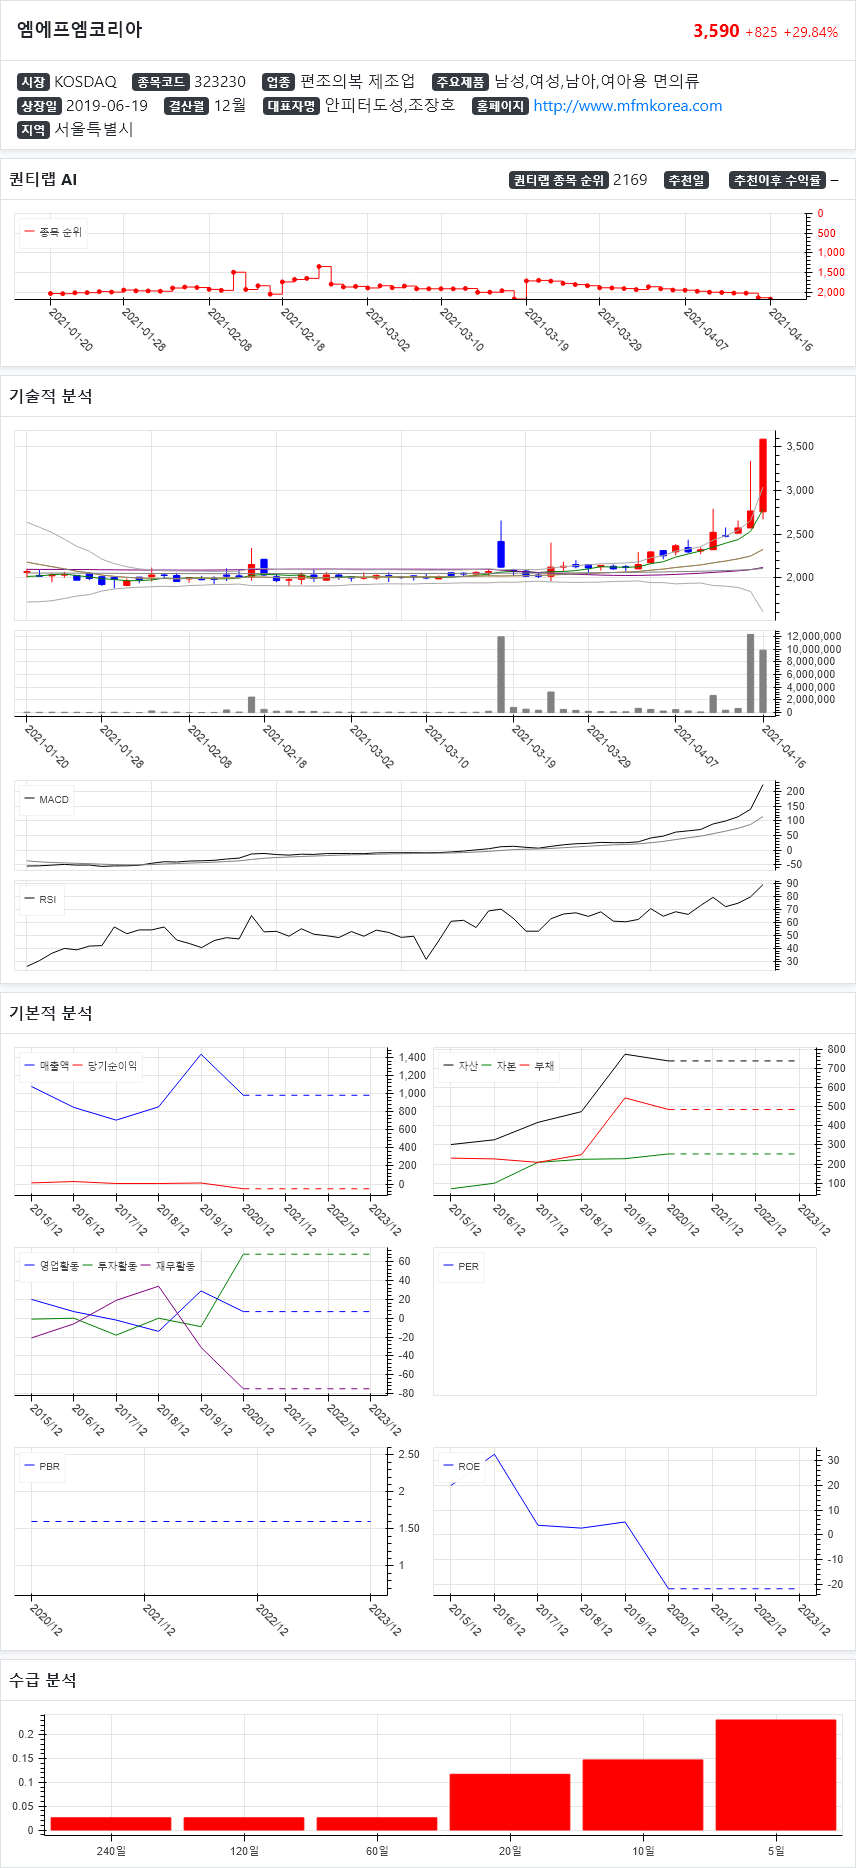 엠에프엠코리아
3,590 +825 +29.84%
시장 KOSDAQ 종목코드 323230 업종 편조의복 제조업 주요제품 남성,여성,남아,여아용 면의류
상장일 2019-06-19 결산월 12월 대표자명 안피터도성,조장호 홈페이지 http://www.mfmkorea.com
지역 서울특별시
퀀티랩 AI
퀀티랩 종목 순위 2169 추천일 추천이후 수익률 –
종목 순위
0
500
1,000
1,500
2,000
2021-01-20 2021-01-28 2021-02-08 2021-02-18 2021-03-02 2021-03-10 2021-03-19 2021-03-29 2021-04-07 2021-04-16
기술적 분석
3,500
3,000
2,500
2,000
12,000,000
10,000,000
8,000,000
6,000,000
4,000,000
2,000,000
0
2021-01-20 2021-01-28 2021-02-08 2021-02-18 2021-03-02 2021-03-10 2021-03-19 2021-03-29 2021-04-07 2021-04-16
MACD
200
150
100
50
0
-50
RSI
90
80
70
60
50
40
30
기본적 분석
매출액 당기순이익
1,400
1,200
1,000
800
600
400
200
0
2015/12 2016/12 2017/12 2018/12 2019/12 2020/12 2021/12 2022/12 2023/12
자산 자본 부채
800
700
600
500
400
300
200
100
2015/12 2016/12 2017/12 2018/12 2019/12 2020/12 2021/12 2022/12 2023/12
영업활동 투자활동 재무활동
60
40
20
0
-20
-40
-60
-80
2015/12 2016/12 2017/12 2018/12 2019/12 2020/12 2021/12 2022/12 2023/12
PER
PBR
2.50
2
1.50
1
2020/12 2021/12 2022/12 2023/12
ROE
30
20
10
0
-10
-20
2015/12 2016/12 2017/12 2018/12 2019/12 2020/12 2021/12 2022/12 2023/12
수급 분석
0.2
0.15
0.1
0.05
0
240일 120일 60일 20일 10일 5일